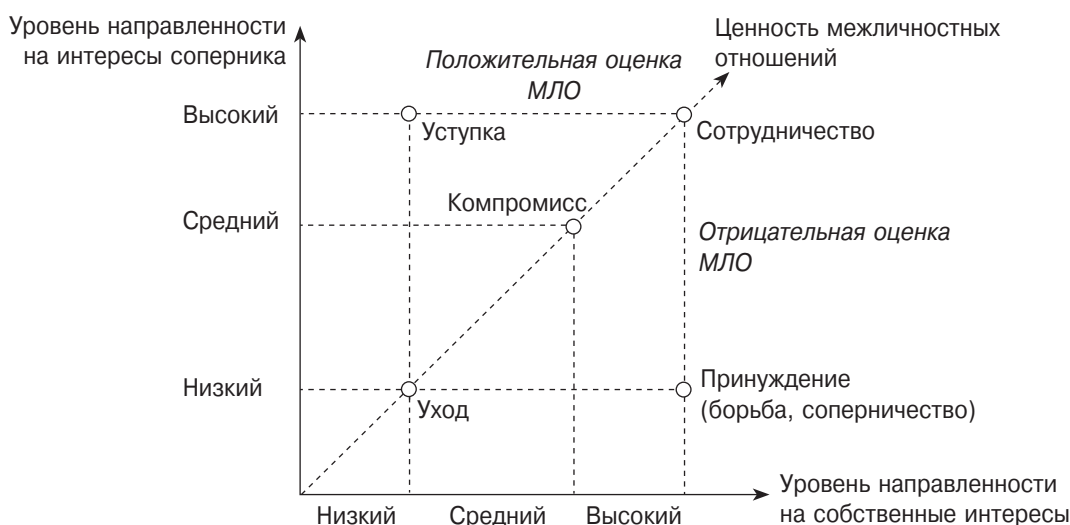 Уровень направленности
на интересы соперника
Ценность межличностных
отношений
Положительная оценка
МЛО
Высокий
Уступка
Сотрудничество
Компромисс
Средний
Отрицательная оценка
МЛО
Низкий
Уход
Принуждение
(борьба, соперничество)
Уровень направленности
на собственные интересы
Низкий
Средний
Высокий